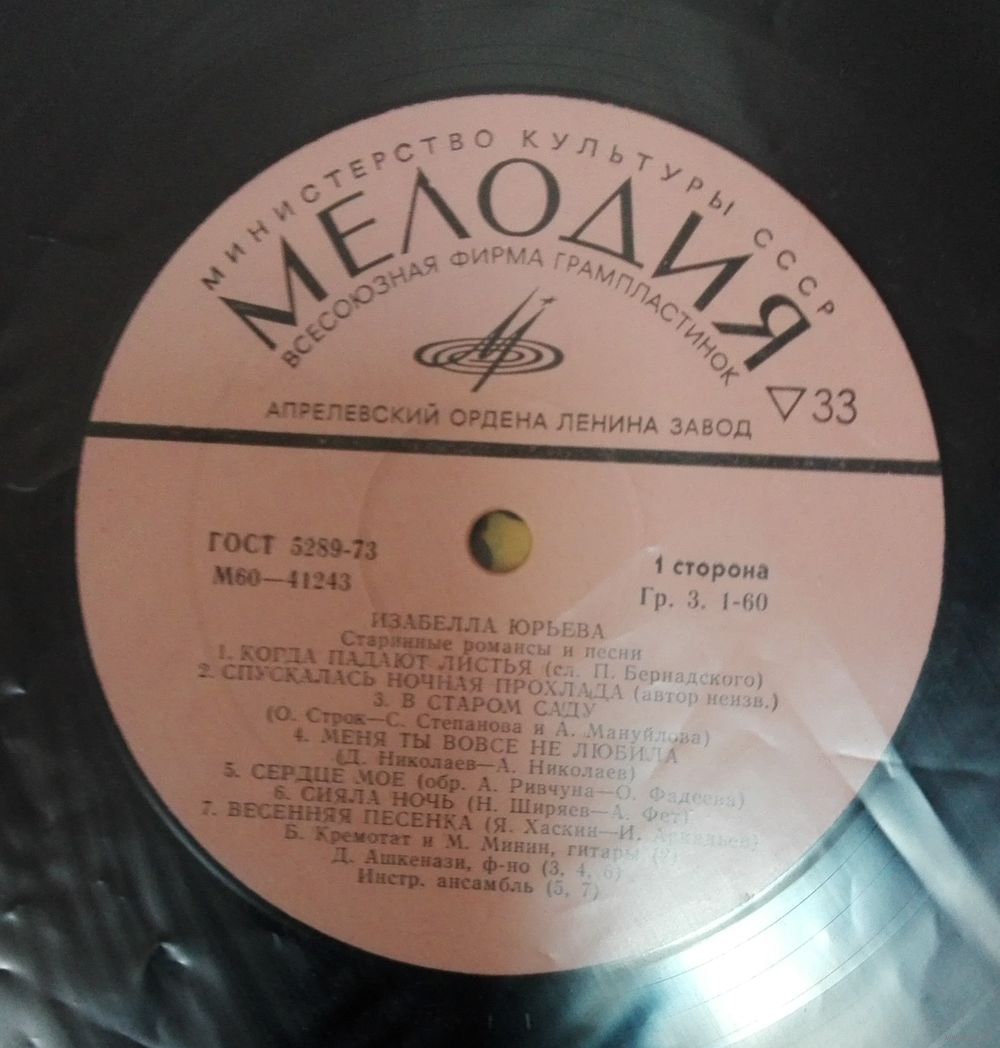 МИНИСТЕРСТВО КУЛЬТУРЫ СССР
МЕЛОДИЯ
ВСЕСОЮЗНАЯ ФИРМА ГРАМПЛАСТИНОК
▽33
АПРЕЛЕВСКИЙ ОРДЕНА ЛЕНИНА ЗАВОД
ГОСТ 5289-73
М60—41243
1 сторона
Гр. 3. 1-60
ИЗАБЕЛЛА ЮРЬЕВА
Старинные романсы и песни
1. КОГДА ПАДАЮТ ЛИСТЬЯ (сл. П. Бернадского)
2. СПУСКАЛАСЬ НОЧНАЯ ПРОХЛАДА (автор неизв.)
3. В СТАРОМ САДУ
(О. Строк—С. Степанова и А. Мануйлова)
4. МЕНЯ ТЫ ВОВСЕ НЕ ЛЮБИЛА
(Д. Николаев—А. Николаев)
5. СЕРДЦЕ МОЕ (обр. А. Ривчуна—О. Фадеева)
6. СИЯЛА НОЧЬ (Н. Ширяев—А. Фет)
7. ВЕСЕННЯЯ ПЕСЕНКА (Я. Хаскин—И. Аркадьев)
Б. Кремотат и М. Минин, гитары (2)
Д. Ашкенази, ф-но (3, 4, 6)
Инстр. ансамбль (5, 7)